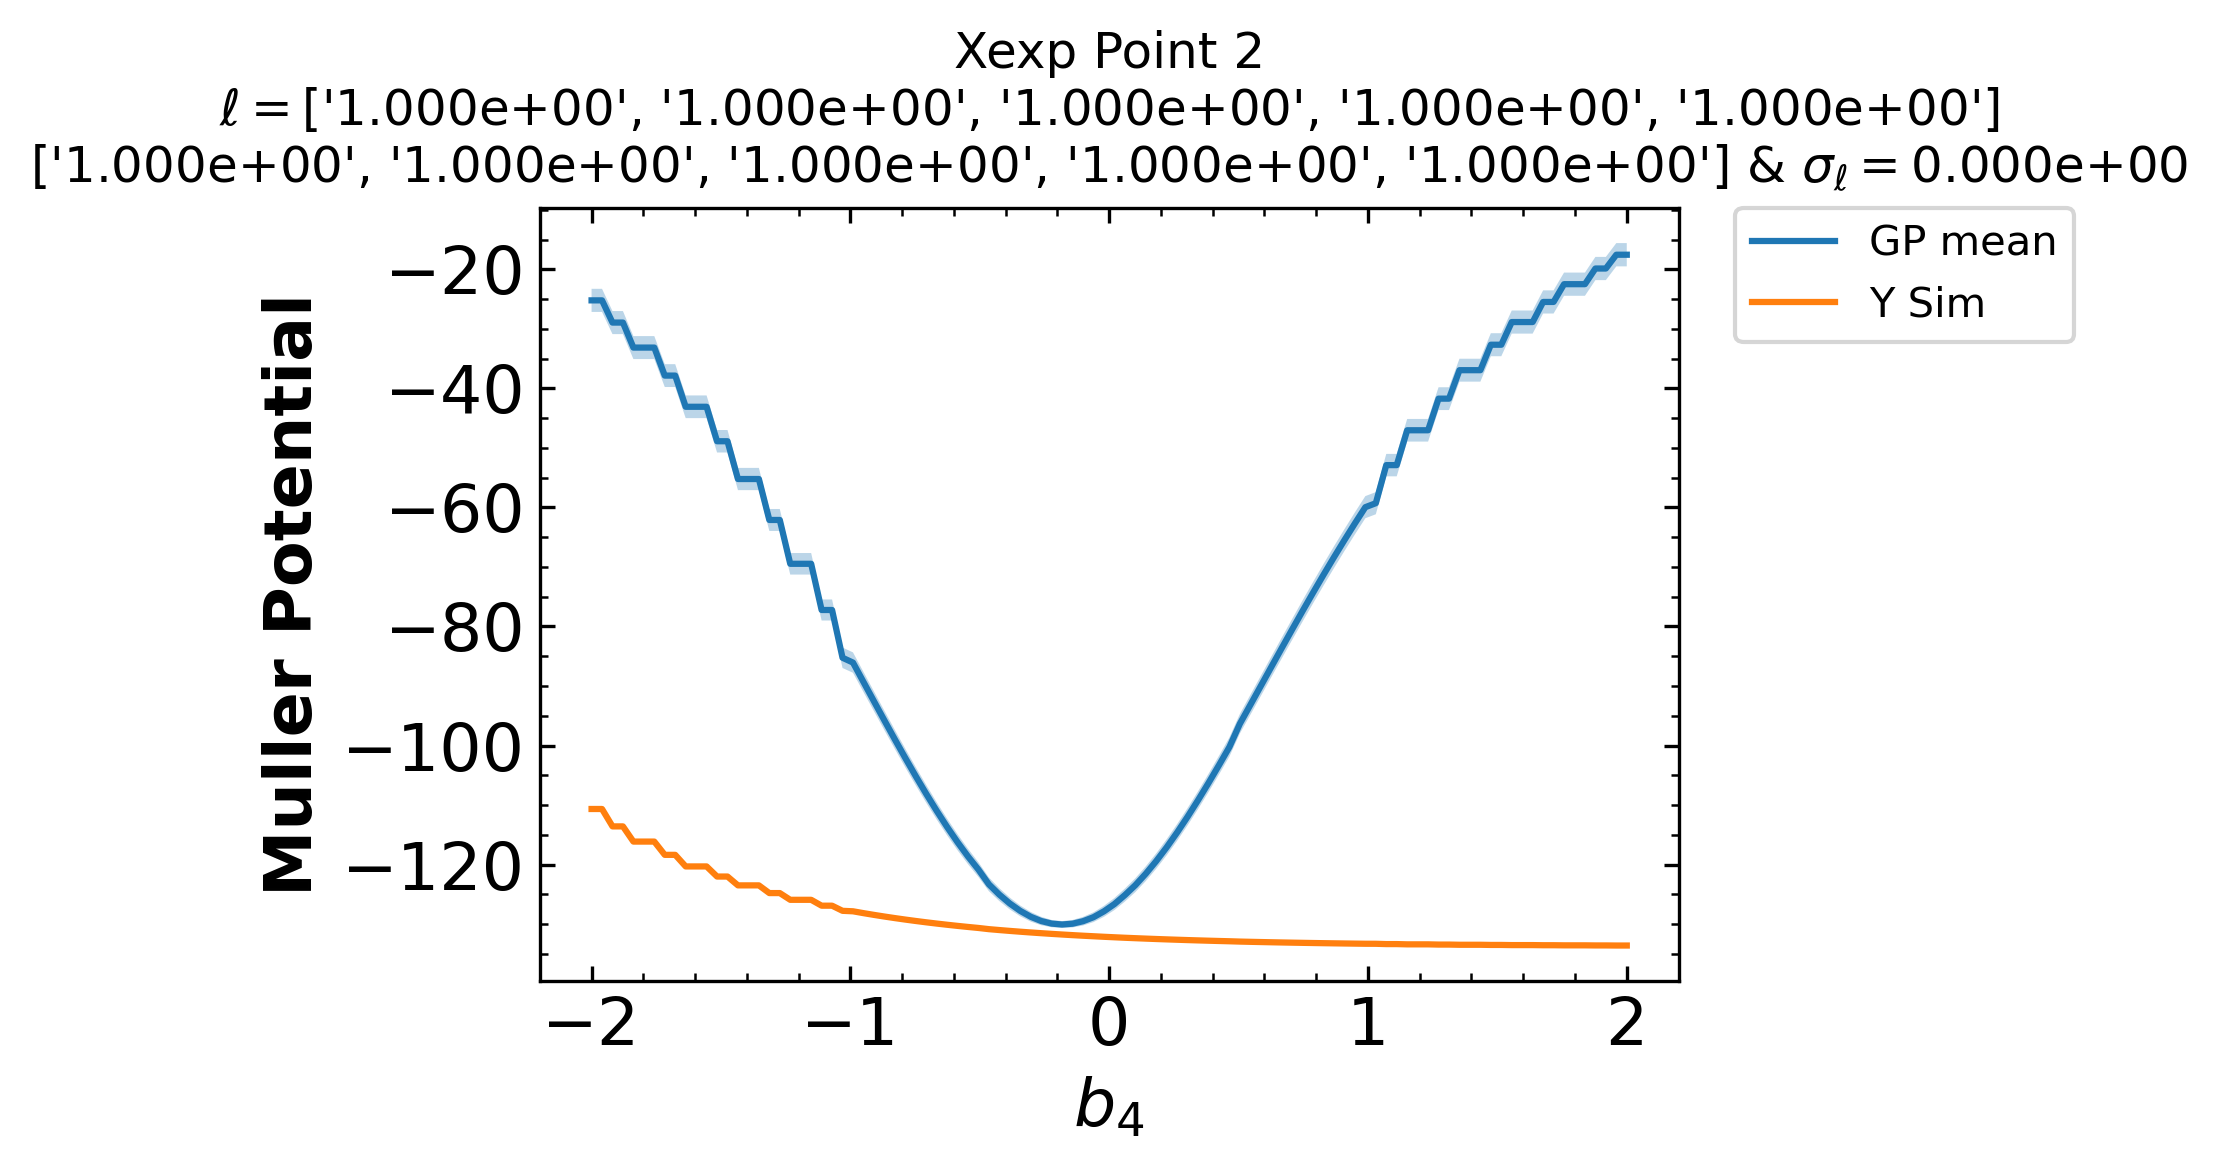 Xexp Point 2
ℓ = ['1.000e+00', '1.000e+00', '1.000e+00', '1.000e+00', '1.000e+00']
['1.000e+00', '1.000e+00', '1.000e+00', '1.000e+00', '1.000e+00'] & σℓ = 0.000e+00
GP mean
Y Sim
Muller Potential
−20
−40
−60
−80
−100
−120
−2 −1 0 1 2
b₄